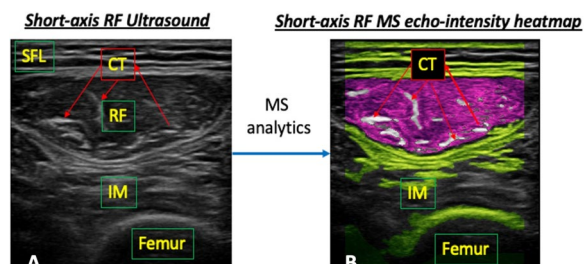 Short-axis RF Ultrasound
Short-axis RF MS echo-intensity heatmap
SFL
CT
RF
IM
Femur
A
MS
analytics
CT
IM
Femur
B